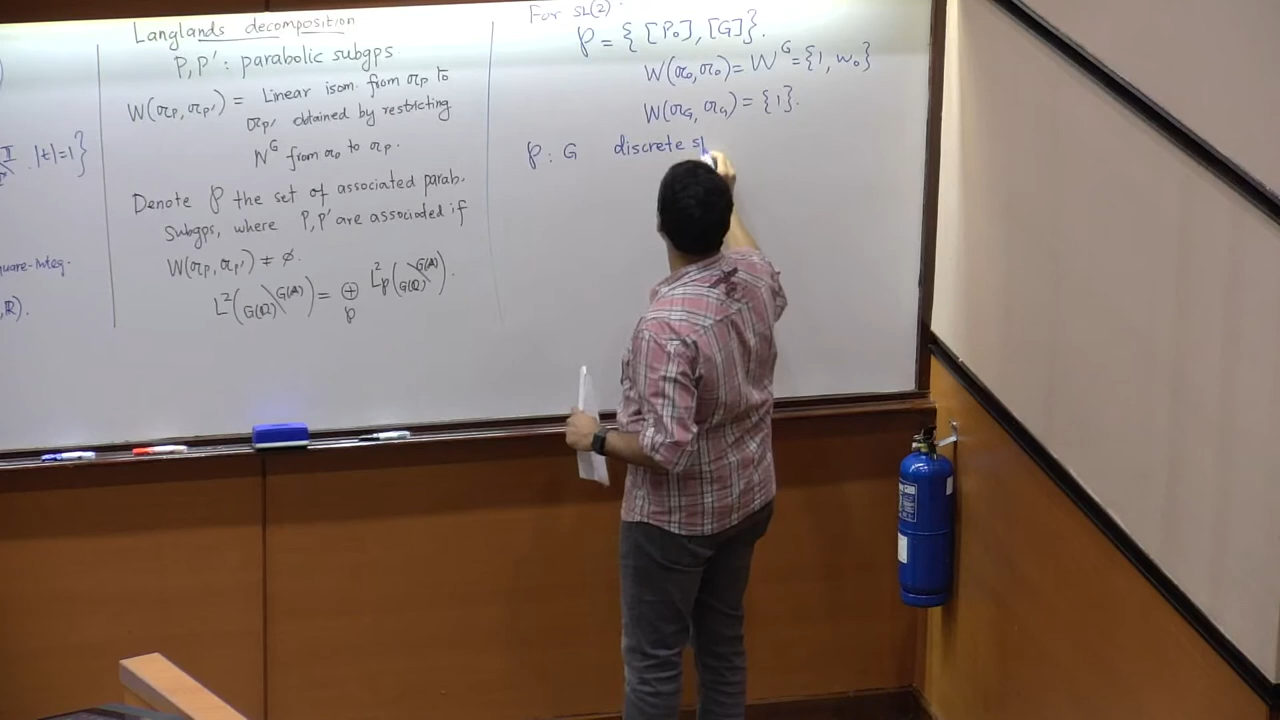 |t|=1}
quare-integ-
ℝ).
Langlands decomposition
P, P' : parabolic subgps.
W(𝔞_P, 𝔞_P') = Linear isom. from 𝔞_P to
𝔞_P' obtained by restricting
W^G from 𝔞_0 to 𝔞_P.
Denote 𝒫 the set of associated parab.
subgps, where P, P' are associated if
W(𝔞_P, 𝔞_P') ≠ ∅.
L²(G(ℚ)\G(𝔸)) = ⊕_𝒫 L²_𝒫(G(ℚ)\G(𝔸)).
For SL(2):
𝒫 = {[P_0], [G]}.
W(𝔞_0, 𝔞_0) = W^G = {1, w_0}
W(𝔞_G, 𝔞_G) = {1}.
𝒫 : G discrete sp